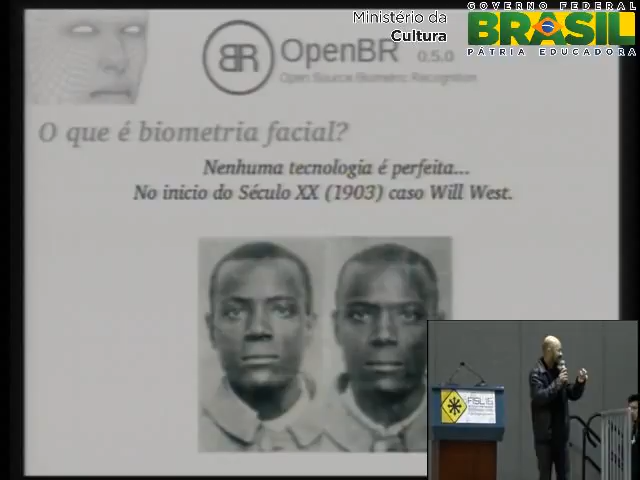 Ministério da
Cultura
GOVERNO FEDERAL
BRASIL
PÁTRIA EDUCADORA
BR
OpenBR 0.5.0
Open Source Biometric Recognition
O que é biometria facial?
Nenhuma tecnologia é perfeita...
No inicio do Século XX (1903) caso Will West.
FISL16